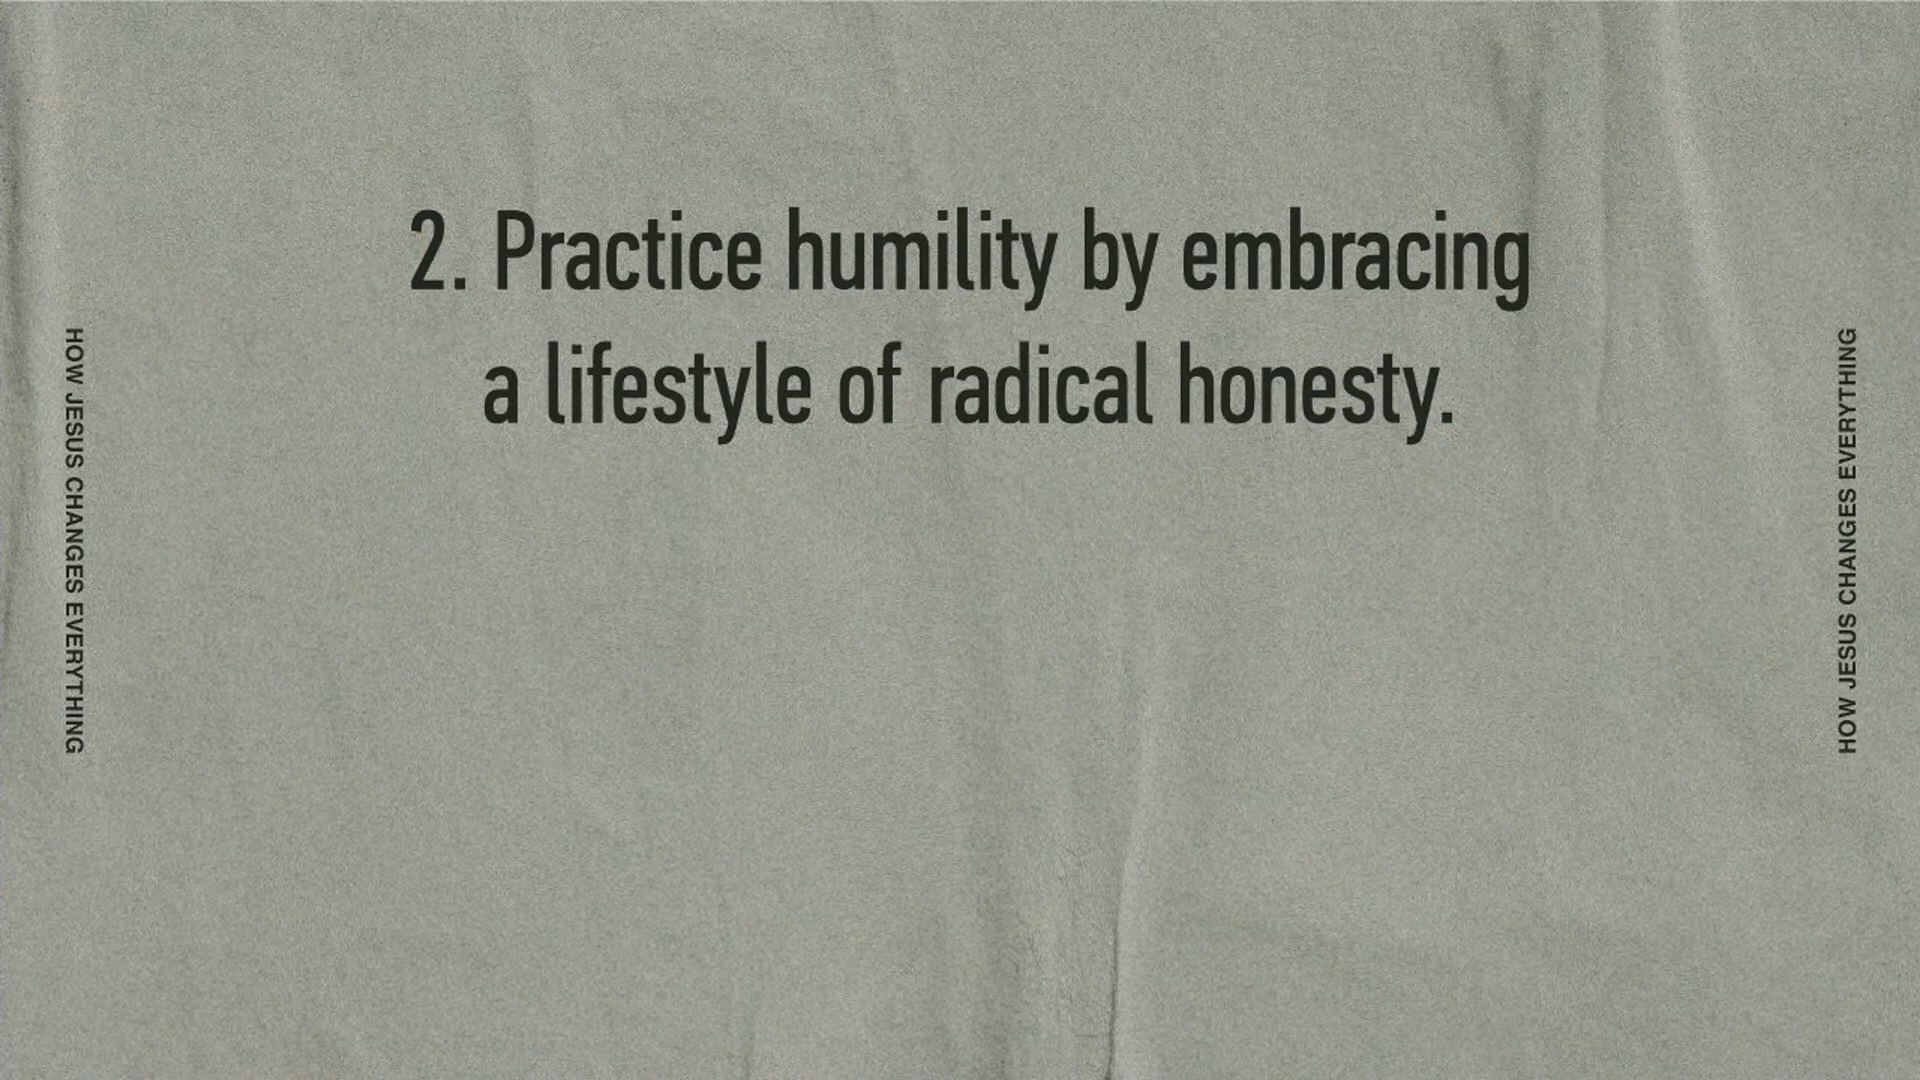 2. Practice humility by embracing
a lifestyle of radical honesty.
HOW JESUS CHANGES EVERYTHING
HOW JESUS CHANGES EVERYTHING